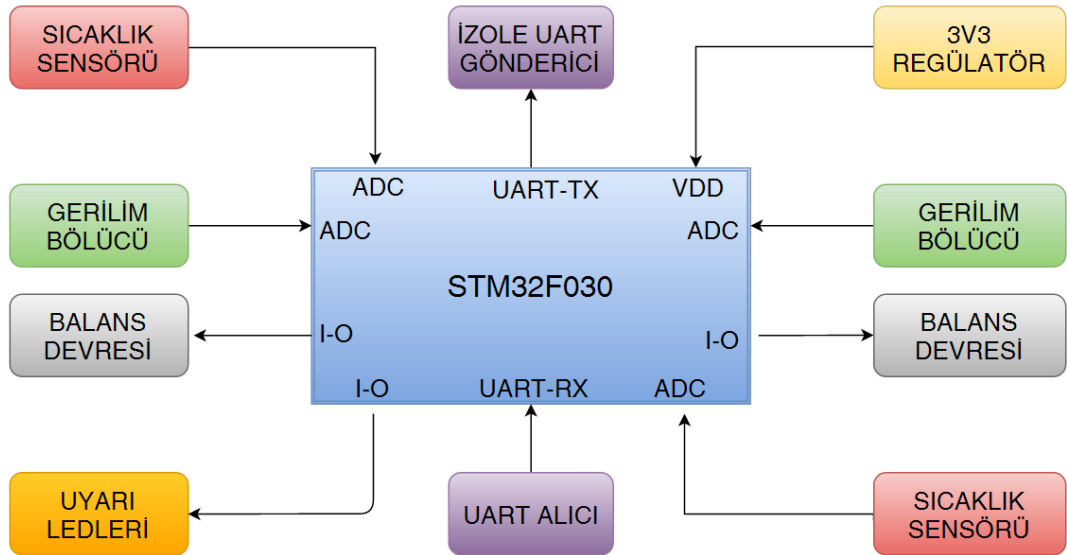 SICAKLIK
SENSÖRÜ
İZOLE UART
GÖNDERİCİ
3V3
REGÜLATÖR
ADC
UART-TX
VDD
GERİLİM
BÖLÜCÜ
ADC
ADC
GERİLİM
BÖLÜCÜ
STM32F030
BALANS
DEVRESİ
I-O
I-O
BALANS
DEVRESİ
I-O
UART-RX
ADC
UYARI
LEDLERİ
UART ALICI
SICAKLIK
SENSÖRÜ